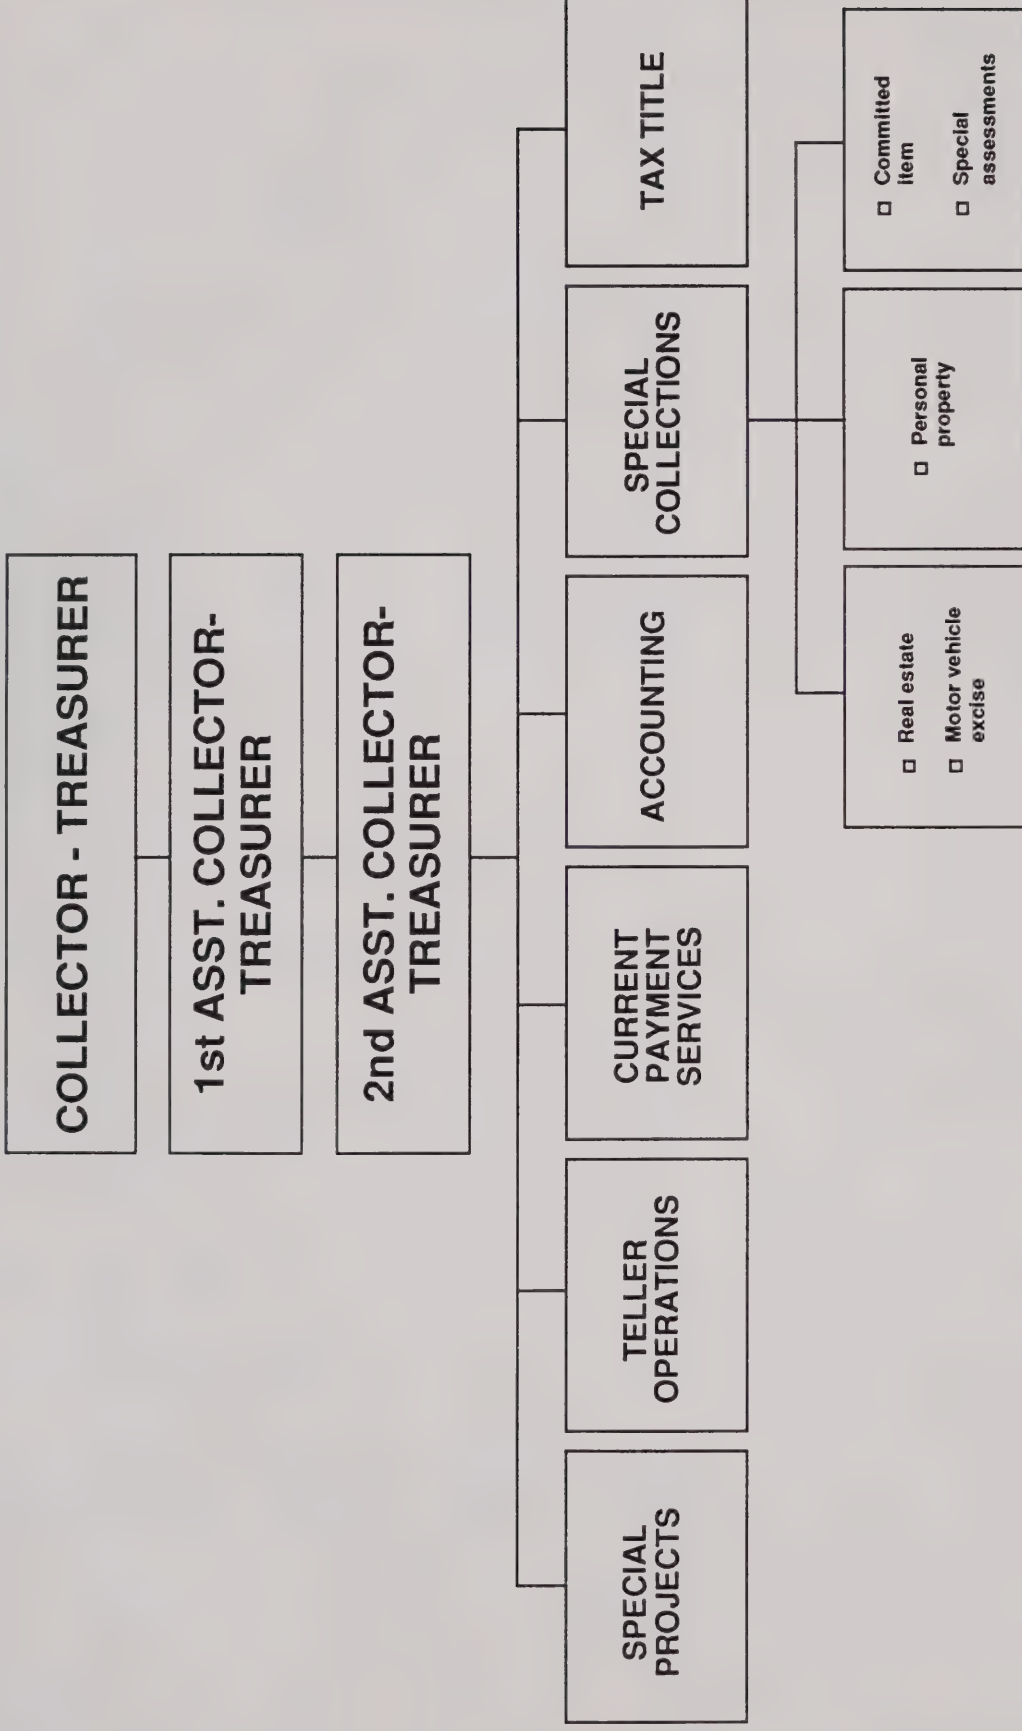 COLLECTOR - TREASURER
1st ASST. COLLECTOR-
TREASURER
2nd ASST. COLLECTOR-
TREASURER
SPECIAL
PROJECTS
TELLER
OPERATIONS
CURRENT
PAYMENT
SERVICES
ACCOUNTING
SPECIAL
COLLECTIONS
TAX TITLE
□ Real estate
□ Motor vehicle
excise
□ Personal
property
□ Committed
item
□ Special
assessments